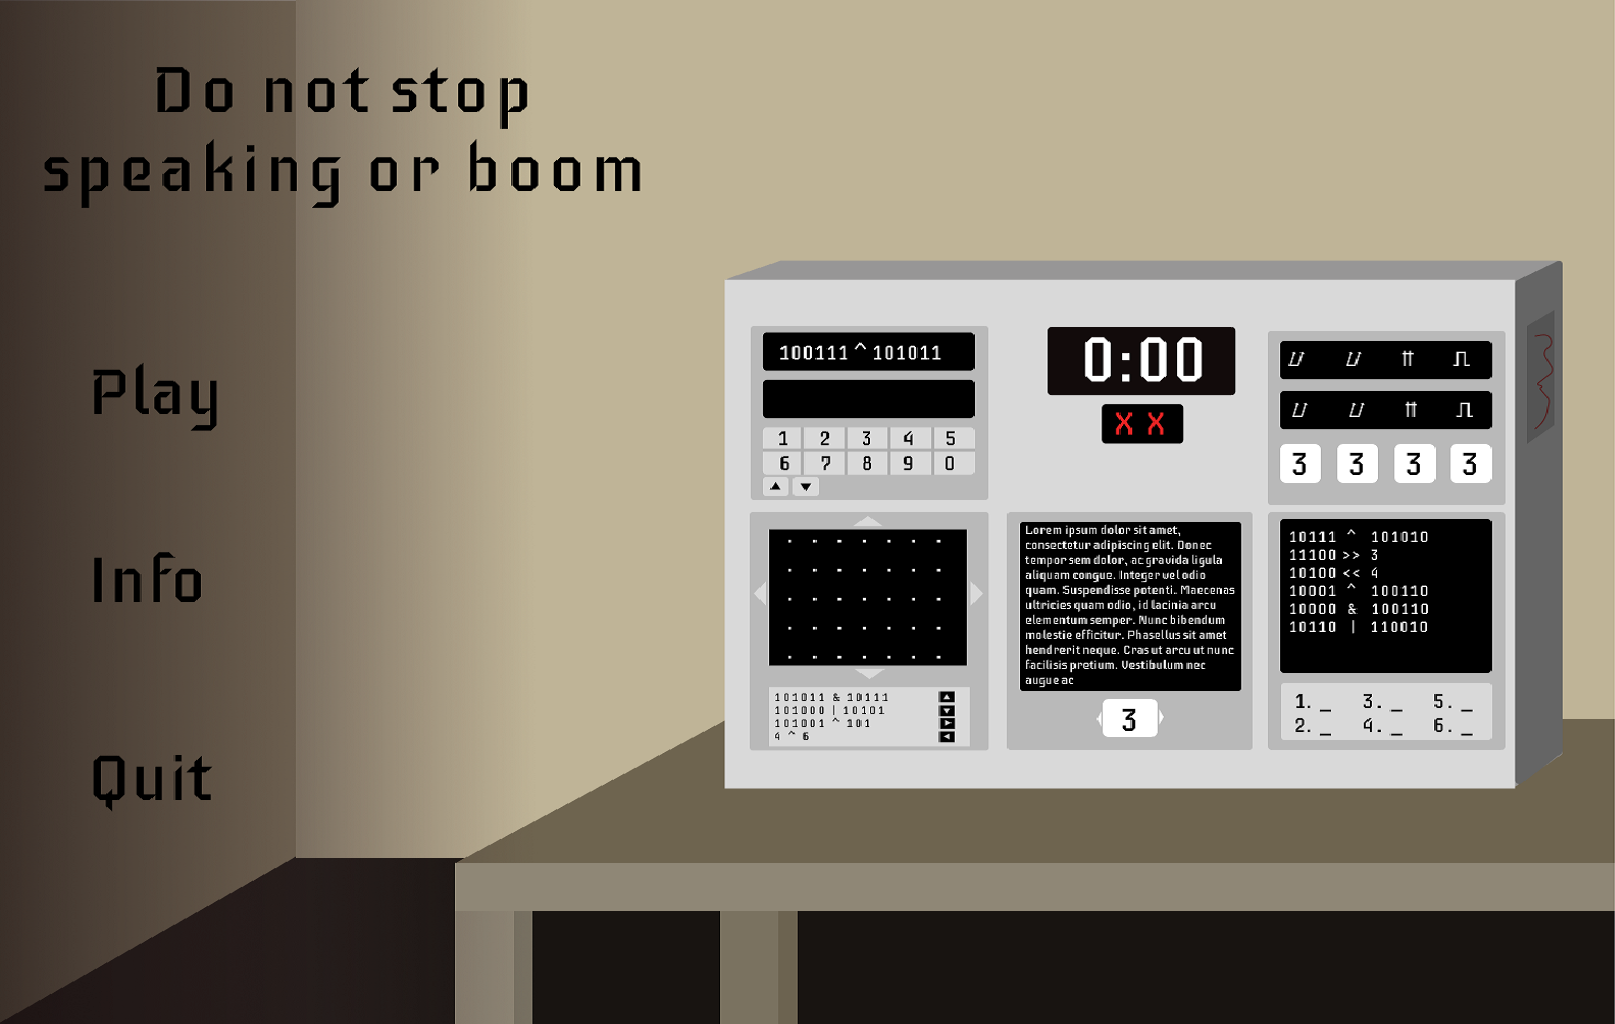 Do not stop
speaking or boom
Play
Info
Quit
100111 ^ 101011
1 2 3 4 5
6 7 8 9 0
0:00
X X
3 3 3 3
101011 & 10111
101000 | 10101
101001 ^ 101
4 ^ 6
Lorem ipsum dolor sit amet,
consectetur adipiscing elit. Donec
tempor sem dolor, ac gravida ligula
aliquam congue. Integer vel odio
quam. Suspendisse potenti. Maecenas
ultricies quam odio, id lacinia arcu
elementum semper. Nunc bibendum
molestie efficitur. Phasellus sit amet
hendrerit neque. Cras ut arcu ut nunc
facilisis pretium. Vestibulum nec
augue ac
3
10111 ^ 101010
11100 >> 3
10100 << 4
10001 ^ 100110
10000 & 100110
10110 | 110010
1. _ 3. _ 5. _
2. _ 4. _ 6. _